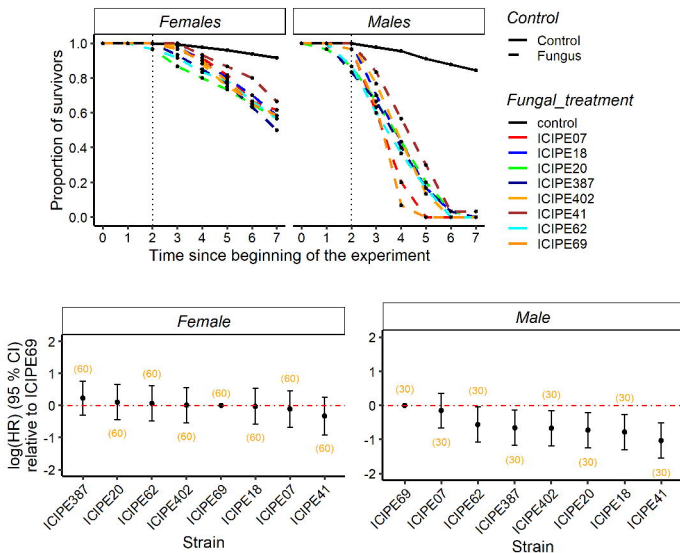 Females
Males
Proportion of survivors
1.0
0.8
0.6
0.4
0.2
0.0
0 1 2 3 4 5 6 7
0 1 2 3 4 5 6 7
Time since beginning of the experiment
Control
Control
Fungus
Fungal_treatment
control
ICIPE07
ICIPE18
ICIPE20
ICIPE387
ICIPE402
ICIPE41
ICIPE62
ICIPE69
Female
log(HR) (95 % CI)
relative to ICIPE69
2
1
0
-1
-2
(60)
(60)
(60)
(60)
(60)
(60)
(60)
(60)
ICIPE387
ICIPE20
ICIPE62
ICIPE402
ICIPE69
ICIPE18
ICIPE07
ICIPE41
Strain
Male
2
1
0
-1
-2
(30)
(30)
(30)
(30)
(30)
(30)
(30)
(30)
ICIPE69
ICIPE07
ICIPE62
ICIPE387
ICIPE402
ICIPE20
ICIPE18
ICIPE41
Strain